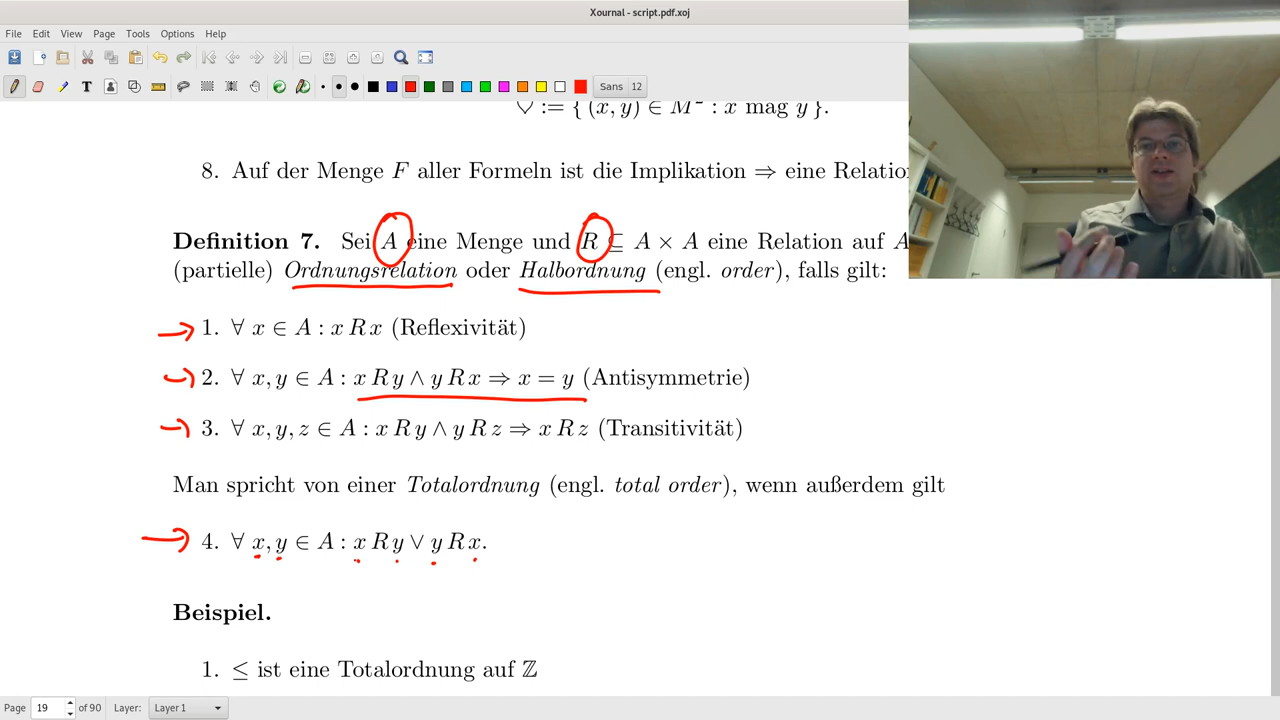 Xournal - script.pdf.xoj
File Edit View Page Tools Options Help
Sans 12
♡ := { (x, y) ∈ M² : x mag y }.
8. Auf der Menge F aller Formeln ist die Implikation ⇒ eine Relatio
Definition 7. Sei A eine Menge und R ⊆ A × A eine Relation auf A
(partielle) Ordnungsrelation oder Halbordnung (engl. order), falls gilt:
1. ∀ x ∈ A : x R x (Reflexivität)
2. ∀ x, y ∈ A : x R y ∧ y R x ⇒ x = y (Antisymmetrie)
3. ∀ x, y, z ∈ A : x R y ∧ y R z ⇒ x R z (Transitivität)
Man spricht von einer Totalordnung (engl. total order), wenn außerdem gilt
4. ∀ x, y ∈ A : x R y ∨ y R x.
Beispiel.
1. ≤ ist eine Totalordnung auf ℤ
Page 19 of 90 Layer: Layer 1